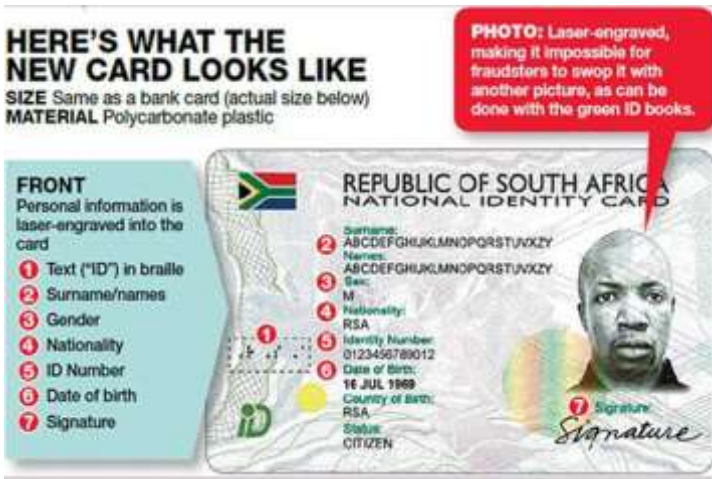 HERE'S WHAT THE
NEW CARD LOOKS LIKE
SIZE Same as a bank card (actual size below)
MATERIAL Polycarbonate plastic
PHOTO: Laser-engraved,
making it impossible for
fraudsters to swop it with
another picture, as can be
done with the green ID books.
FRONT
Personal information is
laser-engraved into the
card
1 Text ("ID") in braille
2 Surname/names
3 Gender
4 Nationality
5 ID Number
6 Date of birth
7 Signature
REPUBLIC OF SOUTH AFRICA
NATIONAL IDENTITY CARD
Surname:
2 ABCDEFGHIJKLMNOPQRSTUVXZY
Names:
ABCDEFGHIJKLMNOPQRSTUVXZY
3 Sex:
M
4 Nationality:
RSA
5 Identity Number:
0123456789012
6 Date of Birth:
16 JUL 1969
Country of Birth:
RSA
Status:
CITIZEN
1
iD
7 Signature:
Signature